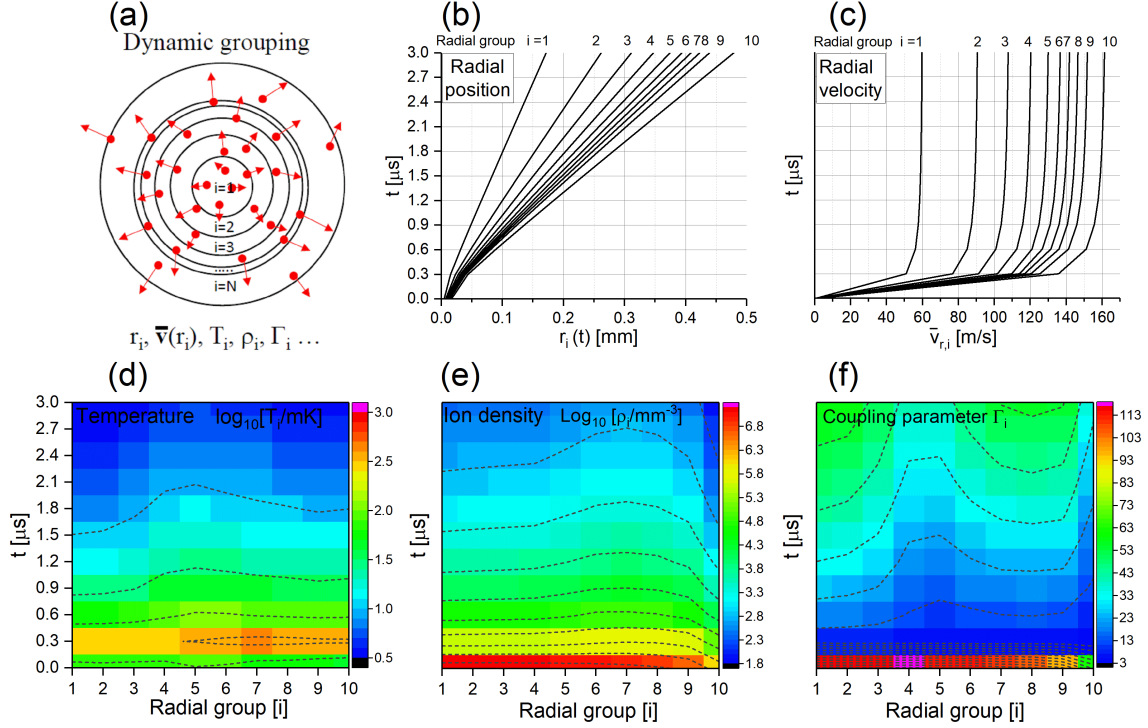 (a)
Dynamic grouping
i=1
i=2
i=3
.....
i=N
r_i, v̄(r_i), T_i, ρ_i, Γ_i ...
(b)
Radial group i =1 2 3 4 5 6 7 8 9 10
Radial
position
3.0
2.7
2.4
2.1
1.8
1.5
1.2
0.9
0.6
0.3
0.0
t [μs]
0.0 0.1 0.2 0.3 0.4 0.5
r_i (t) [mm]
(c)
Radial group i =1 2 3 4 5 6 7 8 9 10
Radial
velocity
t [μs]
0 20 40 60 80 100 120 140 160
v̄_r,i [m/s]
(d)
Temperature log₁₀[T_i/mK]
3.0
2.7
2.4
2.1
1.8
1.5
1.2
0.9
0.6
0.3
0.0
t [μs]
1 2 3 4 5 6 7 8 9 10
Radial group [i]
3.0
2.5
2.0
1.5
1.0
0.5
(e)
Ion density Log₁₀ [ρ_i/mm⁻³]
t [μs]
1 2 3 4 5 6 7 8 9 10
Radial group [i]
6.8
6.3
5.8
5.3
4.8
4.3
3.8
3.3
2.8
2.3
1.8
(f)
Coupling parameter Γ_i
t [μs]
1 2 3 4 5 6 7 8 9 10
Radial group [i]
113
103
93
83
73
63
53
43
33
23
13
3